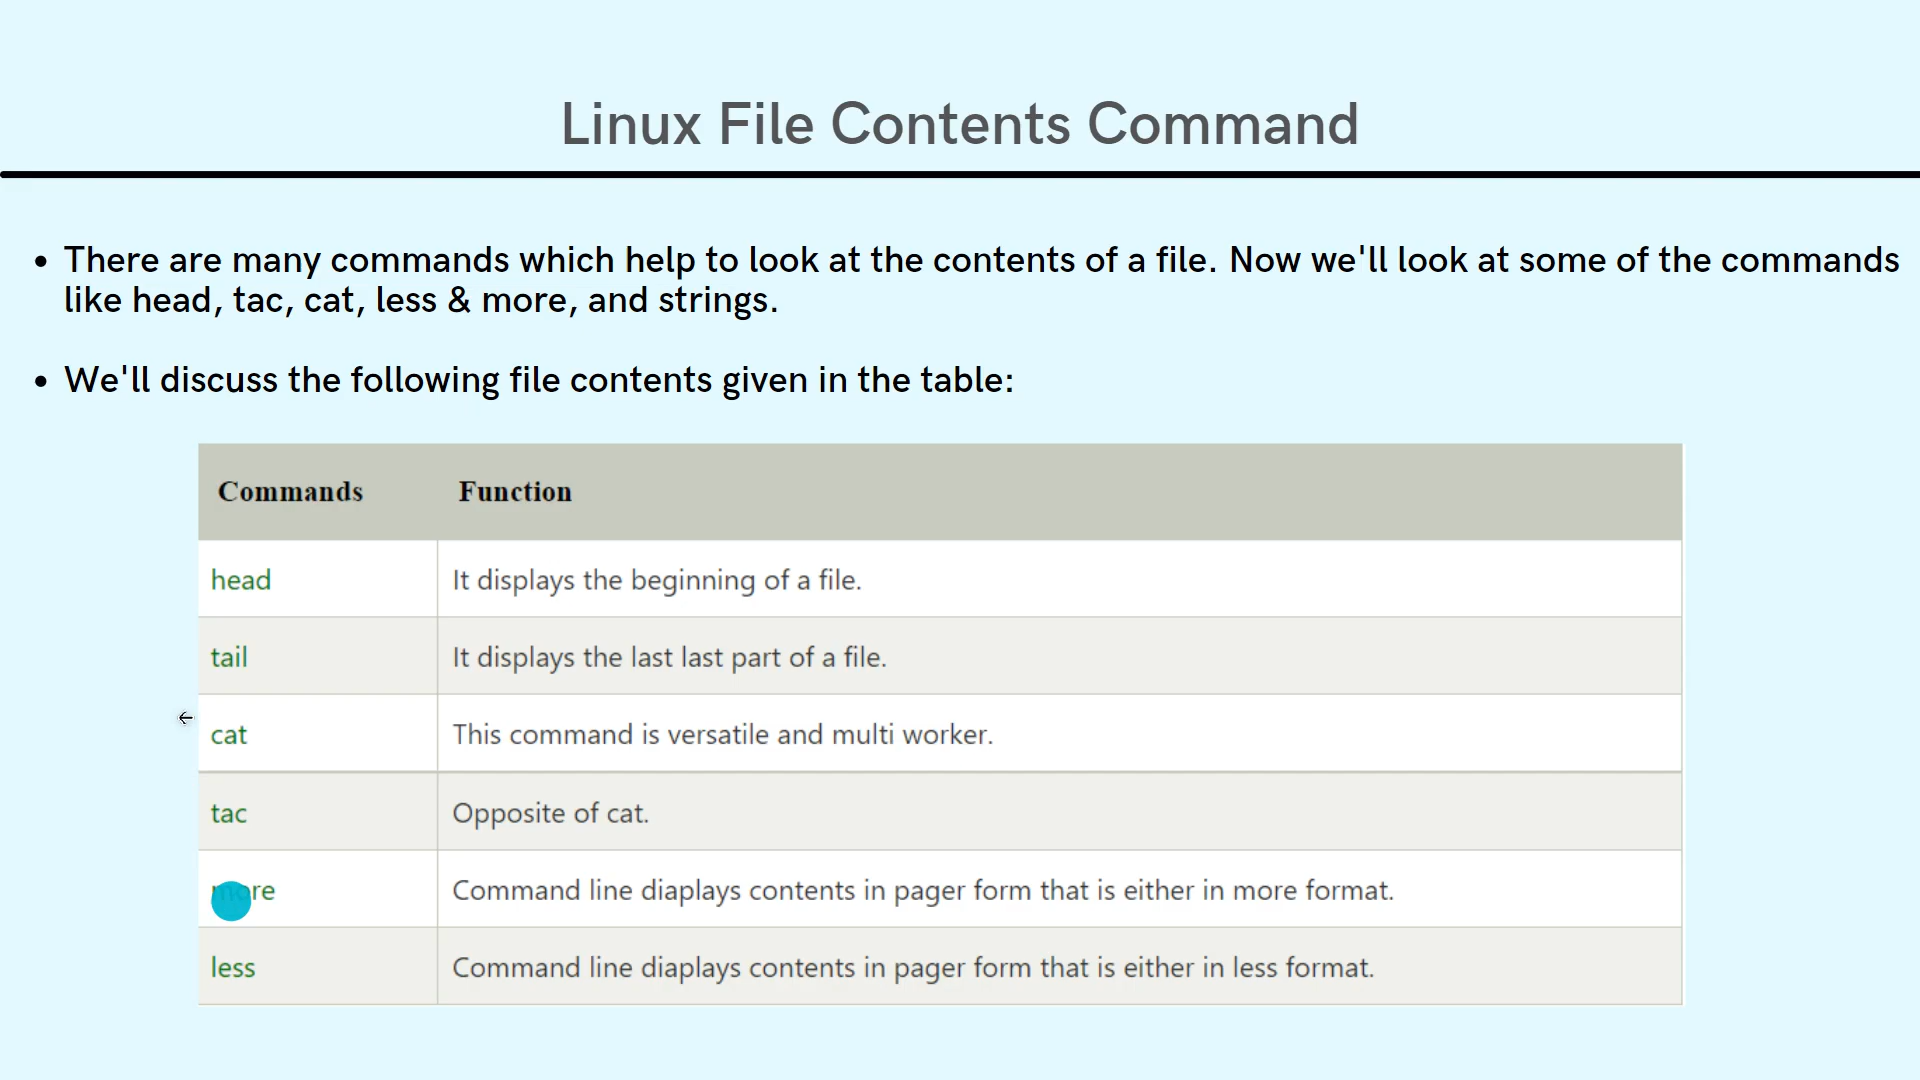 Linux File Contents Command
• There are many commands which help to look at the contents of a file. Now we'll look at some of the commands
like head, tac, cat, less & more, and strings.
• We'll discuss the following file contents given in the table:
Commands Function
head It displays the beginning of a file.
tail It displays the last last part of a file.
cat This command is versatile and multi worker.
tac Opposite of cat.
more Command line diaplays contents in pager form that is either in more format.
less Command line diaplays contents in pager form that is either in less format.